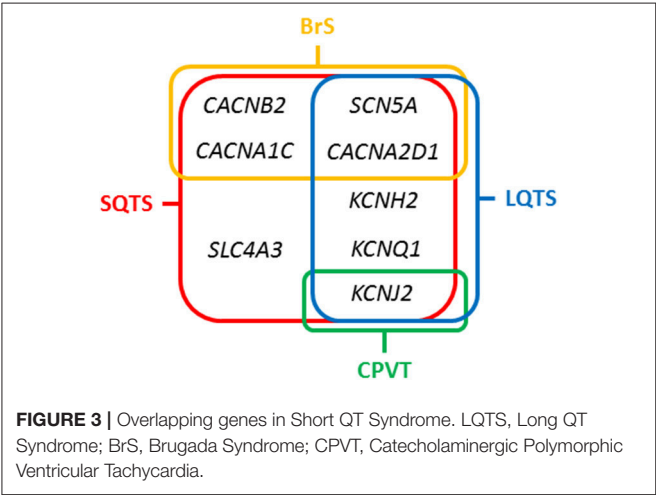 BrS
CACNB2 SCN5A
CACNA1C CACNA2D1
SQTS KCNH2 LQTS
SLC4A3 KCNQ1
KCNJ2
CPVT
FIGURE 3 | Overlapping genes in Short QT Syndrome. LQTS, Long QT
Syndrome; BrS, Brugada Syndrome; CPVT, Catecholaminergic Polymorphic
Ventricular Tachycardia.